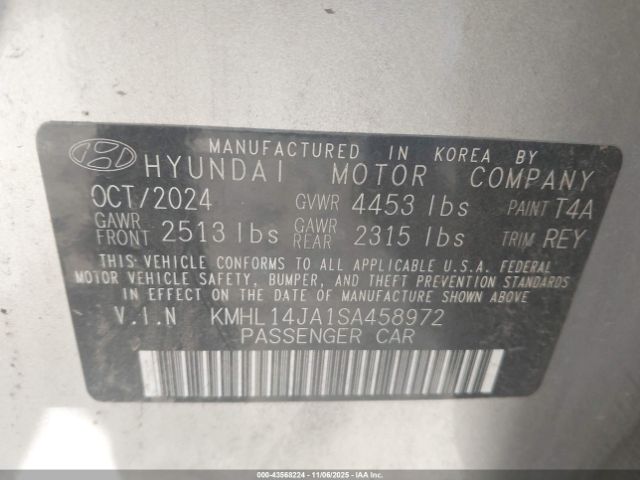 MANUFACTURED IN KOREA BY
HYUNDAI MOTOR COMPANY
OCT/2024 GVWR 4453 lbs PAINT T4A
GAWR FRONT 2513 lbs GAWR REAR 2315 lbs TRIM REY
THIS VEHICLE CONFORMS TO ALL APPLICABLE U.S.A. FEDERAL
MOTOR VEHICLE SAFETY, BUMPER, AND THEFT PREVENTION STANDARDS
IN EFFECT ON THE DATE OF MANUFACTURE SHOWN ABOVE
V.I.N KMHL14JA1SA458972
PASSENGER CAR
000-43568224 - 11/06/2025 - IAAI.COM